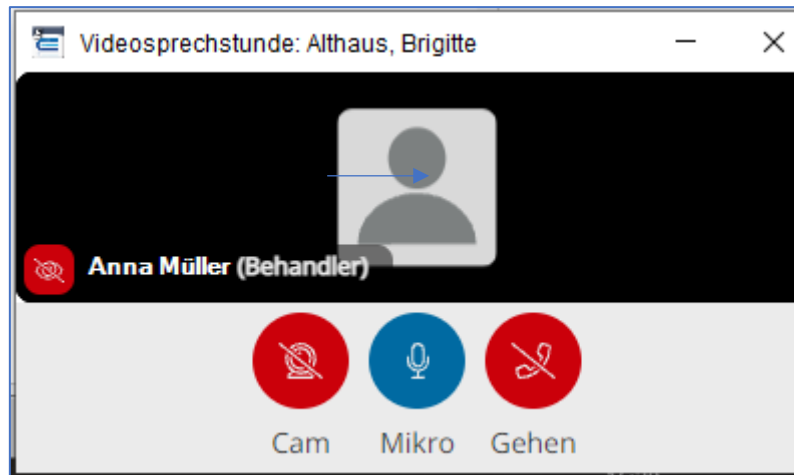 Videosprechstunde: Althaus, Brigitte
Anna Müller (Behandler)
Cam Mikro Gehen